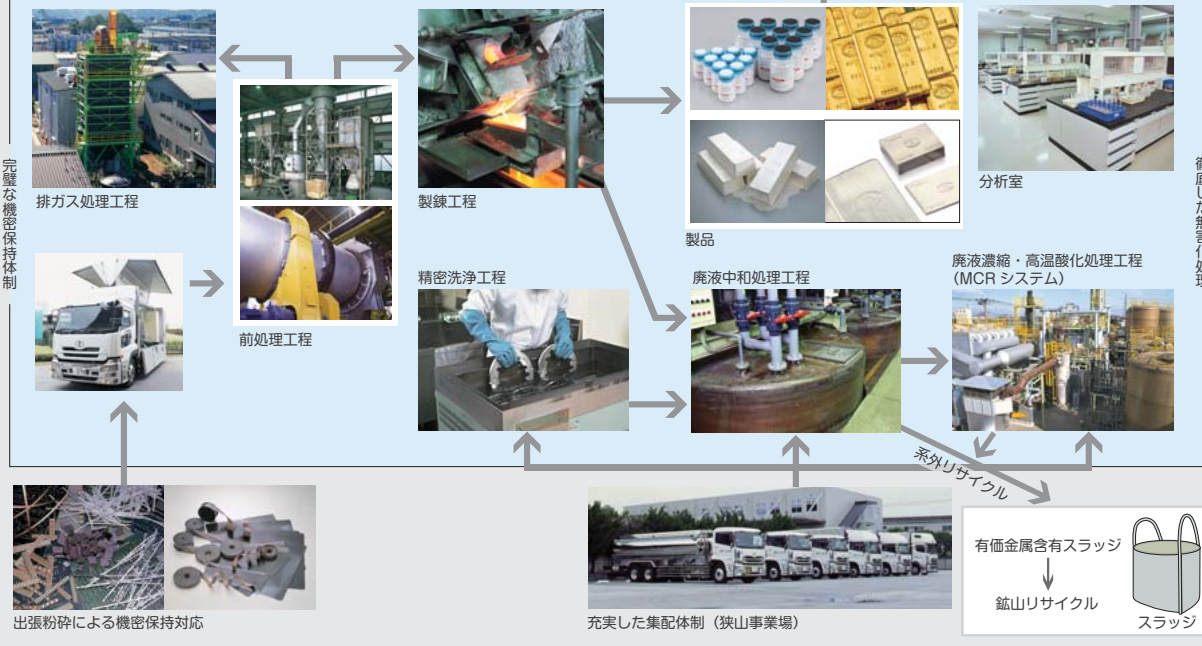 完璧な機密保持体制
排ガス処理工程
前処理工程
製錬工程
製品
分析室
精密洗浄工程
廃液中和処理工程
廃液濃縮・高温酸化処理工程
(MCR システム)
系外リサイクル
出張粉砕による機密保持対応
充実した集配体制(狭山事業場)
有価金属含有スラッジ
鉱山リサイクル
スラッジ